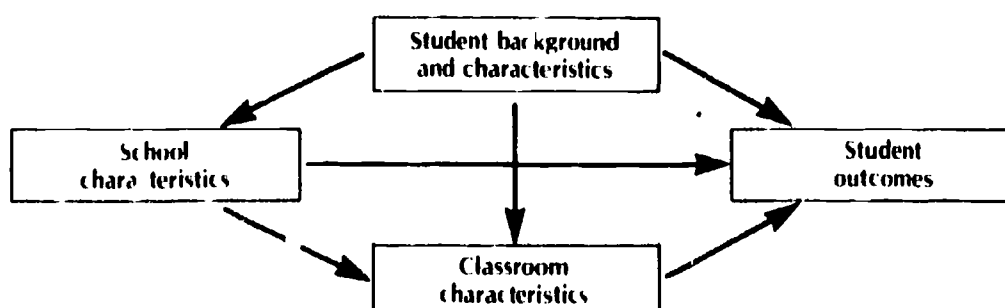 Student background
and characteristics
School
characteristics
Student
outcomes
Classroom
characteristics